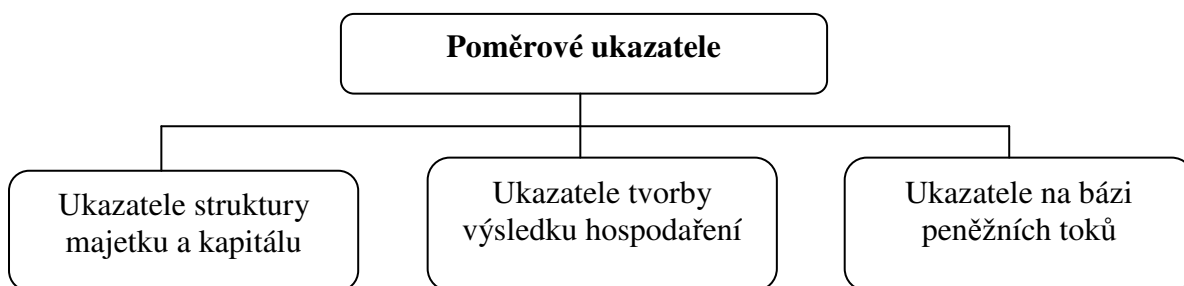 Poměrové ukazatele
Ukazatele struktury
majetku a kapitálu
Ukazatele tvorby
výsledku hospodaření
Ukazatele na bázi
peněžních toků